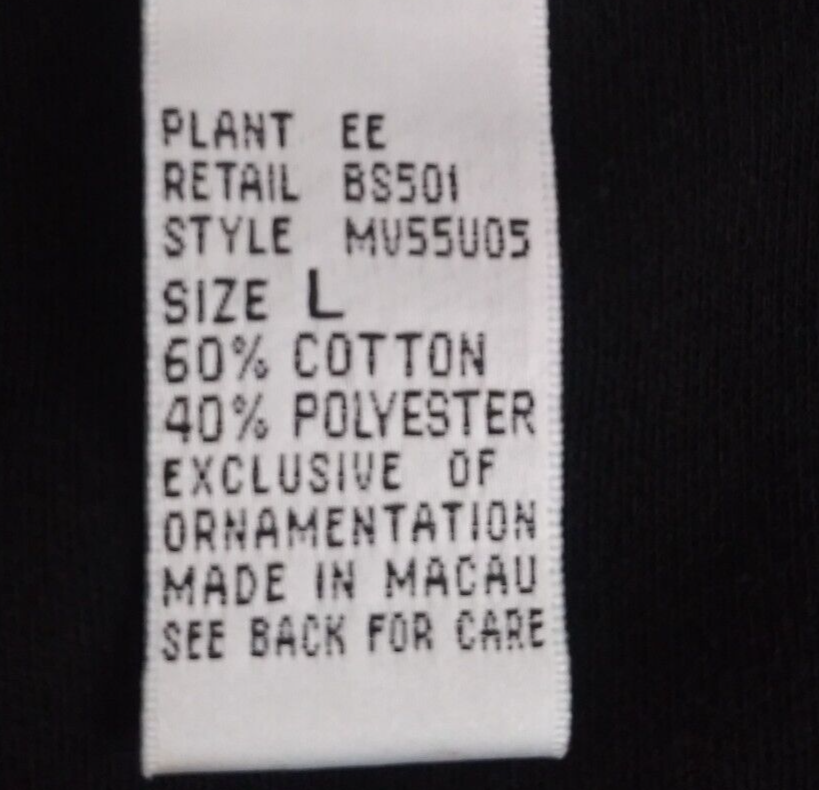 PLANT EE
RETAIL BS501
STYLE MV55U05
SIZE L
60% COTTON
40% POLYESTER
EXCLUSIVE OF
ORNAMENTATION
MADE IN MACAU
SEE BACK FOR CARE